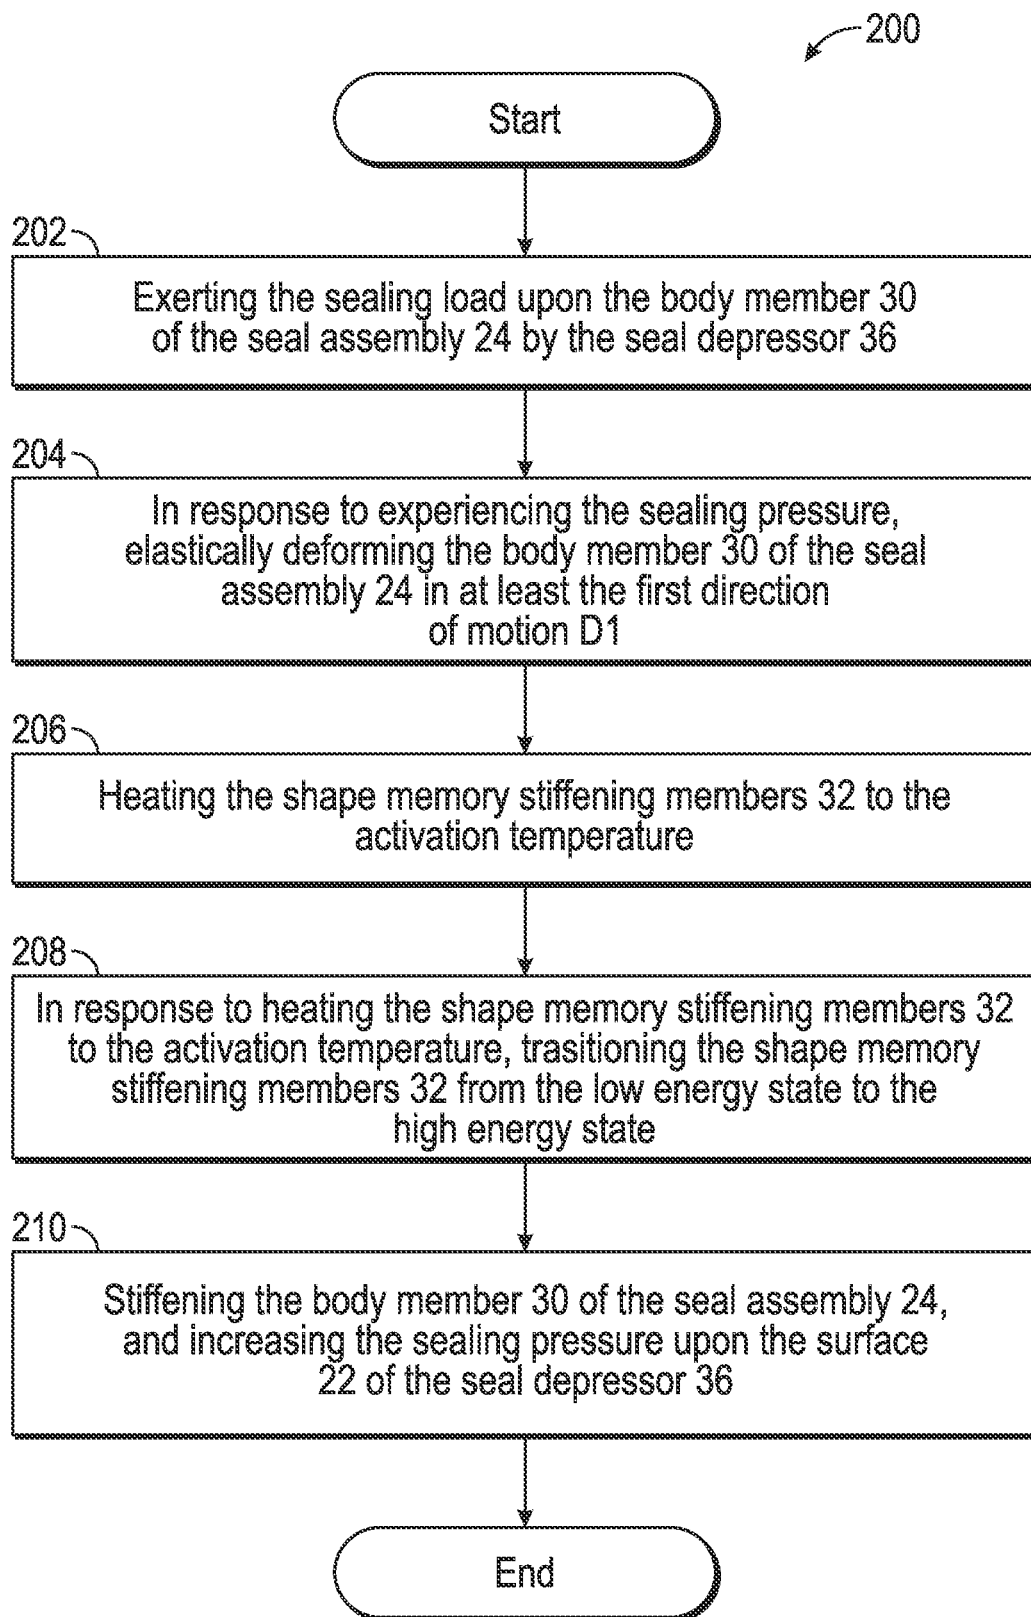 200
Start
202
Exerting the sealing load upon the body member 30
of the seal assembly 24 by the seal depressor 36
204
In response to experiencing the sealing pressure,
elastically deforming the body member 30 of the seal
assembly 24 in at least the first direction
of motion D1
206
Heating the shape memory stiffening members 32 to the
activation temperature
208
In response to heating the shape memory stiffening members 32
to the activation temperature, trasitioning the shape memory
stiffening members 32 from the low energy state to the
high energy state
210
Stiffening the body member 30 of the seal assembly 24,
and increasing the sealing pressure upon the surface
22 of the seal depressor 36
End